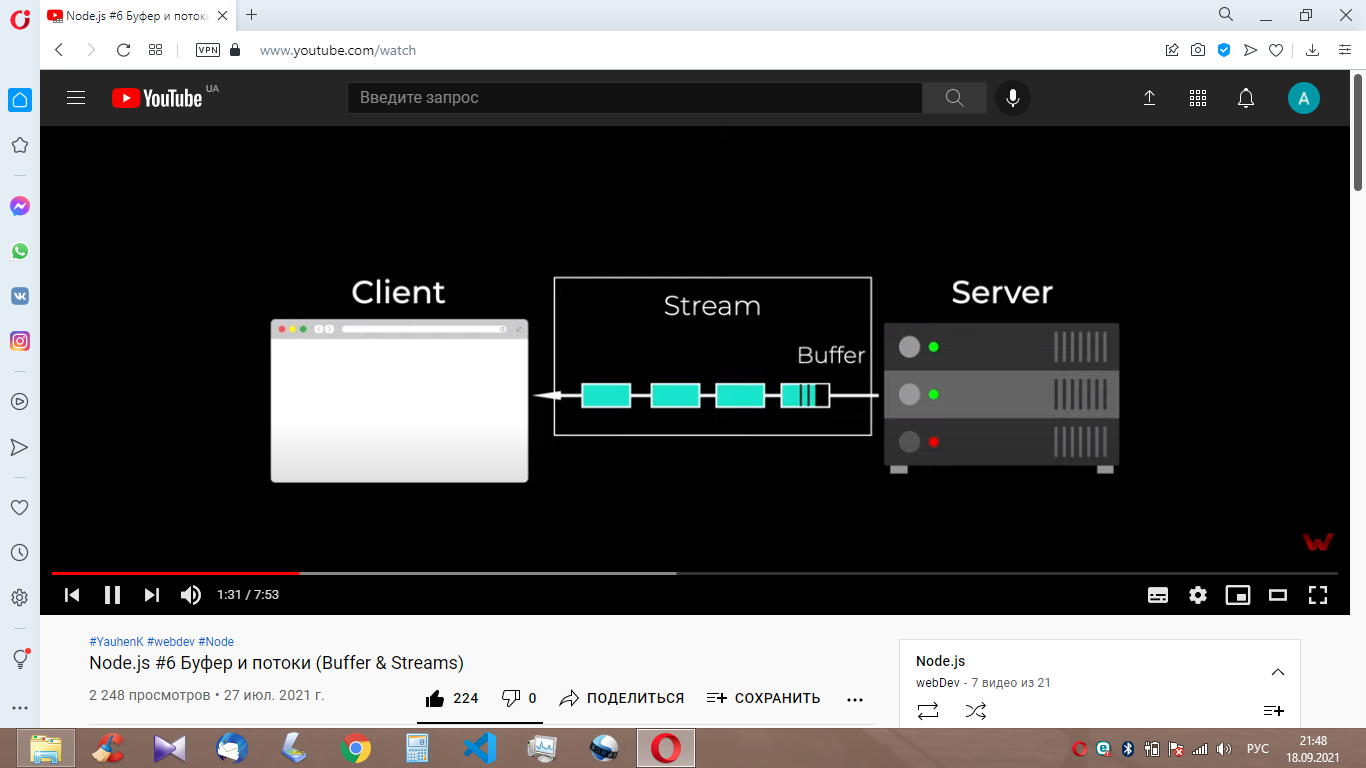 Node.js #6 Буфер и потоки
VPN
www.youtube.com/watch
YouTube UA
Введите запрос
A
Client
Stream
Buffer
Server
W
1:31 / 7:53
#YauhenK #webdev #Node
Node.js #6 Буфер и потоки (Buffer & Streams)
2 248 просмотров • 27 июл. 2021 г.
224
0
ПОДЕЛИТЬСЯ
СОХРАНИТЬ
Node.js
webDev - 7 видео из 21
РУС
21:48
18.09.2021